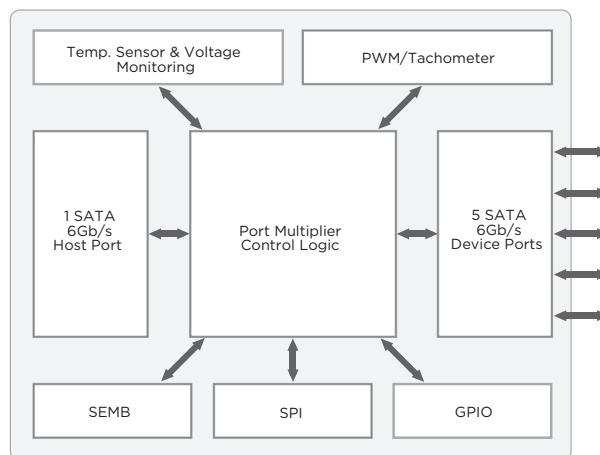 Temp. Sensor & Voltage
Monitoring
PWM/Tachometer
1 SATA
6Gb/s
Host Port
Port Multiplier
Control Logic
5 SATA
6Gb/s
Device Ports
SEMB
SPI
GPIO